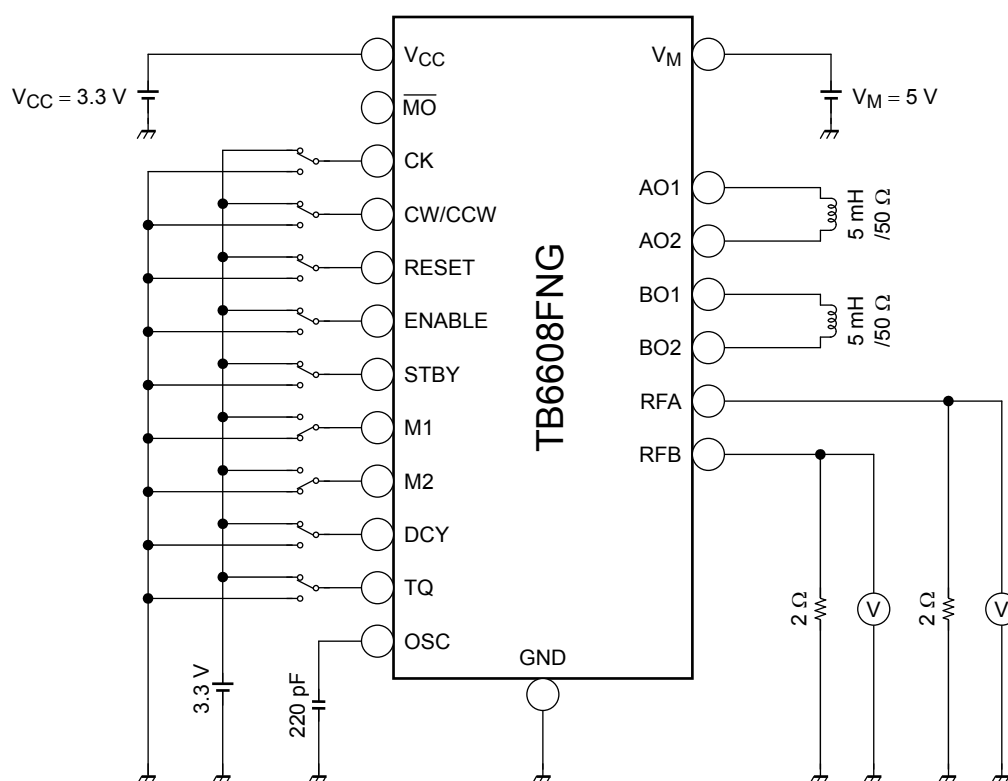 VCC
VM
VCC = 3.3 V
VM = 5 V
MO
CK
AO1
5 mH
/50 Ω
CW/CCW
AO2
RESET
BO1
5 mH
/50 Ω
ENABLE
BO2
STBY
RFA
M1
RFB
M2
DCY
TQ
2 Ω
V
2 Ω
V
OSC
GND
3.3 V
220 pF
TB6608FNG